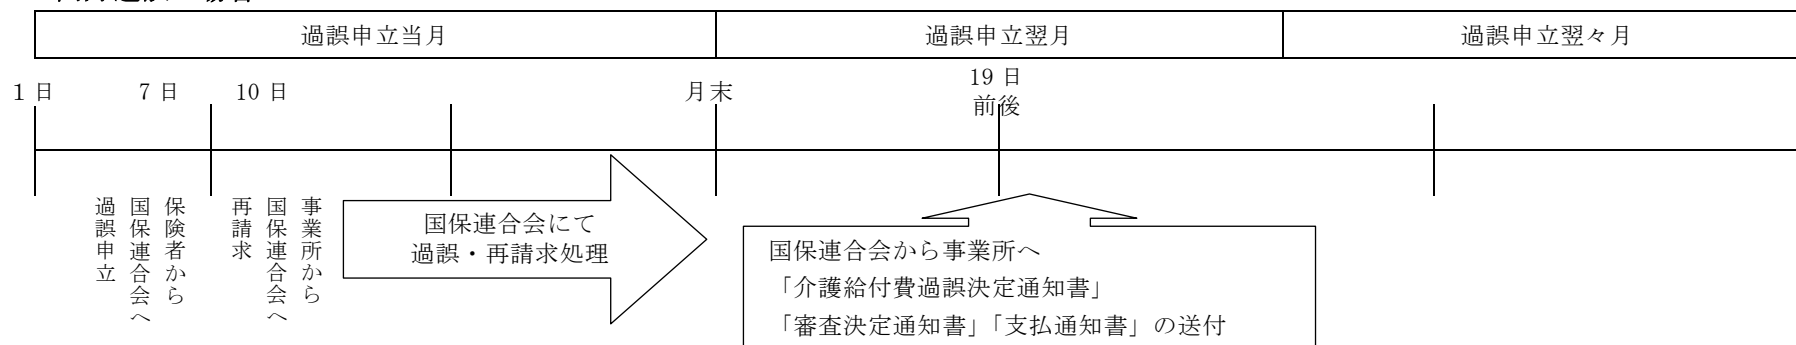 過誤申立当月 過誤申立翌月 過誤申立翌々月
1日 7日 10日 月末 19日
前後
保険者から
国保連合会へ
過誤申立
事業所から
国保連合会へ
再請求
国保連合会にて
過誤・再請求処理
国保連合会から事業所へ
「介護給付費過誤決定通知書」
「審査決定通知書」「支払通知書」の送付